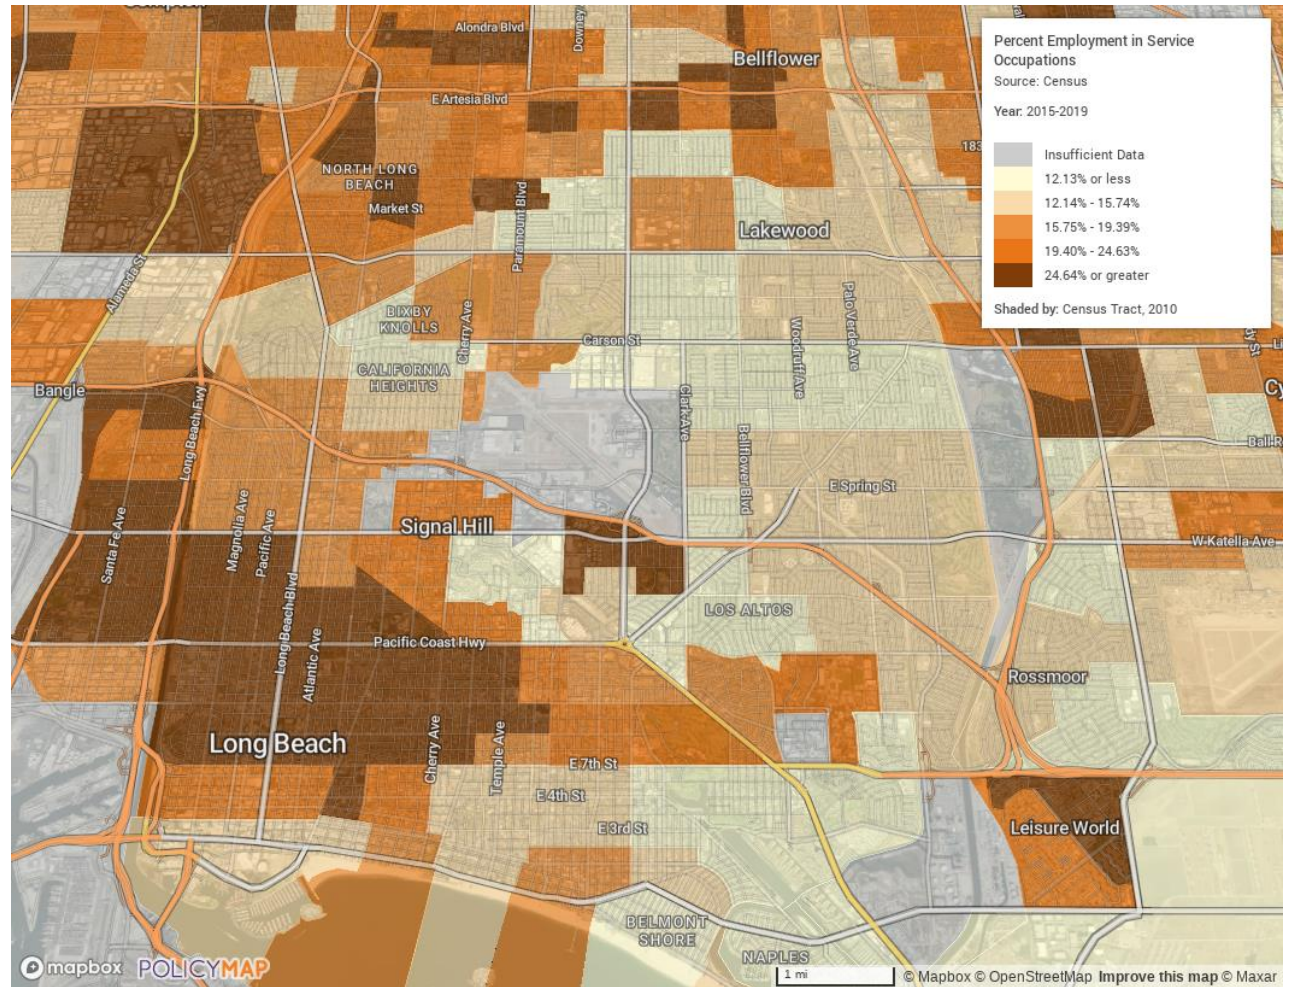 Compton
Alondra Blvd
Downey
Bellflower
Percent Employment in Service
Occupations
Source: Census
Year: 2015-2019
Insufficient Data
12.13% or less
12.14% - 15.74%
15.75% - 19.39%
19.40% - 24.63%
24.64% or greater
Shaded by: Census Tract, 2010
E Artesia Blvd
183
NORTH LONG
BEACH
Market St
Paramount Blvd
Lakewood
Alameda St
BIXBY
KNOLLS
Cherry Ave
Palo Verde Ave
Woodruff Ave
Carson St
CALIFORNIA
HEIGHTS
Bangle
Cy
Long Beach Fwy
Clark Ave
Bellflower Blvd
Ball R
E Spring St
Magnolia Ave
Pacific Ave
Signal Hill
W Katella Ave
Santa Fe Ave
Long Beach Blvd
LOS ALTOS
Pacific Coast Hwy
Atlantic Ave
Rossmoor
Long Beach
Cherry Ave
Temple Ave
E 7th St
E 4th St
E 3rd St
Leisure World
BELMONT
SHORE
NAPLES
mapbox POLICYMAP
1 mi
© Mapbox © OpenStreetMap Improve this map © Maxar